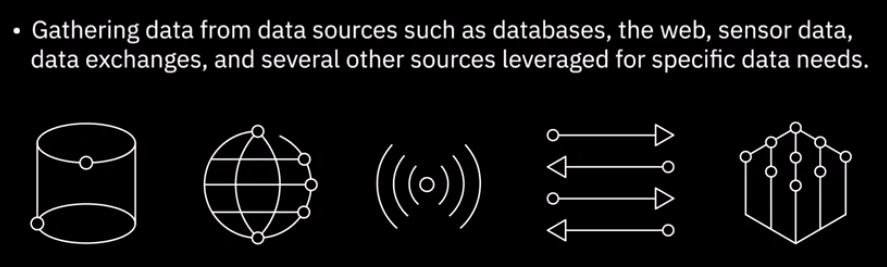 • Gathering data from data sources such as databases, the web, sensor data,
data exchanges, and several other sources leveraged for specific data needs.